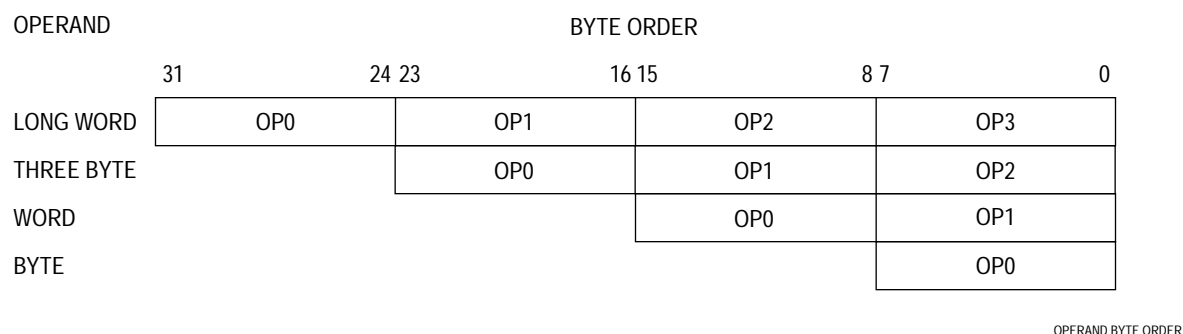 OPERAND BYTE ORDER
31 24 23 16 15 8 7 0
LONG WORD OP0 OP1 OP2 OP3
THREE BYTE OP0 OP1 OP2
WORD OP0 OP1
BYTE OP0
OPERAND BYTE ORDER